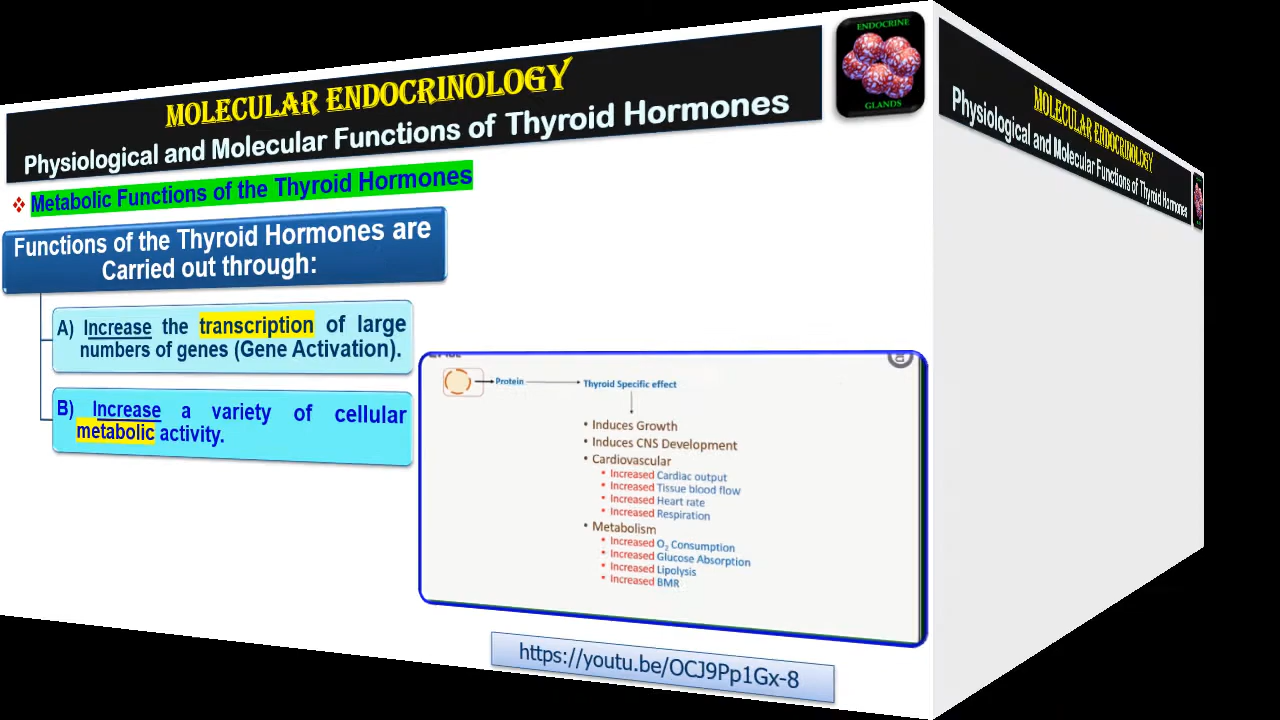 MOLECULAR ENDOCRINOLOGY
Physiological and Molecular Functions of Thyroid Hormones
ENDOCRINE
GLANDS
Metabolic Functions of the Thyroid Hormones
Functions of the Thyroid Hormones are
Carried out through:
A) Increase the transcription of large
numbers of genes (Gene Activation).
B) Increase a variety of cellular
metabolic activity.
Protein
Thyroid Specific effect
• Induces Growth
• Induces CNS Development
• Cardiovascular
• Increased Cardiac output
• Increased Tissue blood flow
• Increased Heart rate
• Increased Respiration
• Metabolism
• Increased O₂ Consumption
• Increased Glucose Absorption
• Increased Lipolysis
• Increased BMR
https://youtu.be/OCJ9Pp1Gx-8
MOLECULAR ENDOCRINOLOGY
Physiological and Molecular Functions of Thyroid Hormones